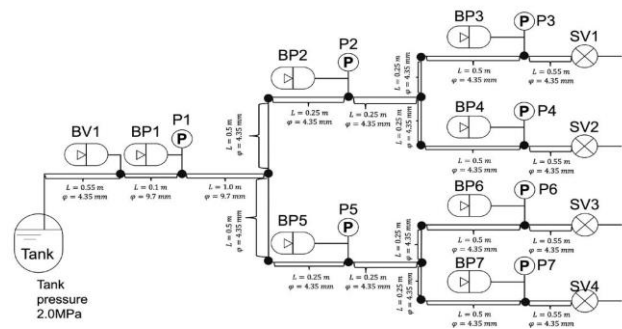 BP3
P
P3
SV1
L = 0.5 m
φ = 4.35 mm
L = 0.55 m
φ = 4.35 mm
BP2
P2
P
L = 0.25 m
φ = 4.35 mm
L = 0.25 m
φ = 4.35 mm
L = 0.25 m
φ = 4.35 mm
L = 0.25 m
φ = 4.35 mm
BP4
P
P4
SV2
L = 0.5 m
φ = 4.35 mm
L = 0.55 m
φ = 4.35 mm
L = 0.5 m
φ = 4.35 mm
BV1
BP1
P1
P
L = 0.55 m
φ = 4.35 mm
L = 0.1 m
φ = 9.7 mm
L = 1.0 m
φ = 9.7 mm
L = 0.5 m
φ = 4.35 mm
BP6
P
P6
SV3
L = 0.5 m
φ = 4.35 mm
L = 0.55 m
φ = 4.35 mm
BP5
P5
P
L = 0.25 m
φ = 4.35 mm
L = 0.25 m
φ = 4.35 mm
L = 0.25 m
φ = 4.35 mm
L = 0.25 m
φ = 4.35 mm
BP7
P
P7
SV4
L = 0.5 m
φ = 4.35 mm
L = 0.55 m
φ = 4.35 mm
Tank
Tank
pressure
2.0MPa